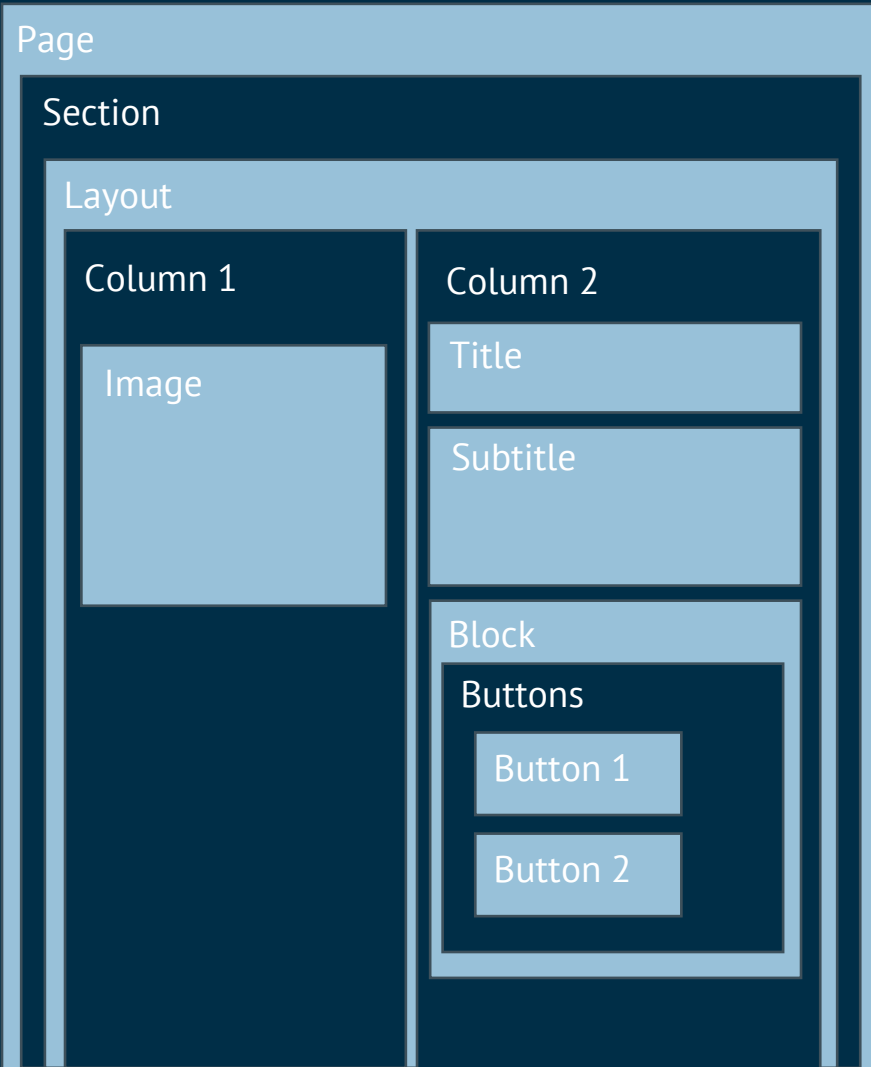 Page
Section
Layout
Column 1
Image
Column 2
Title
Subtitle
Block
Buttons
Button 1
Button 2